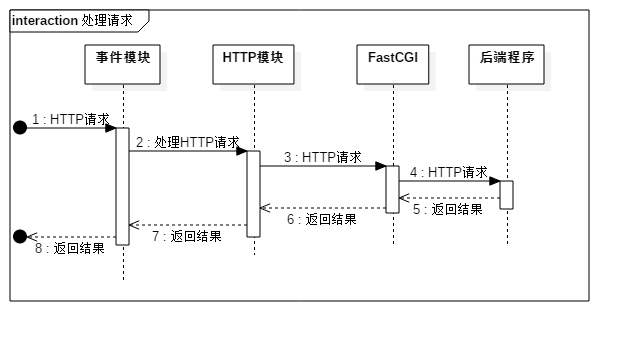 interaction 处理请求
事件模块
HTTP模块
FastCGI
后端程序
1 : HTTP请求
2 : 处理HTTP请求
3 : HTTP请求
4 : HTTP请求
5 : 返回结果
6 : 返回结果
7 : 返回结果
8 : 返回结果